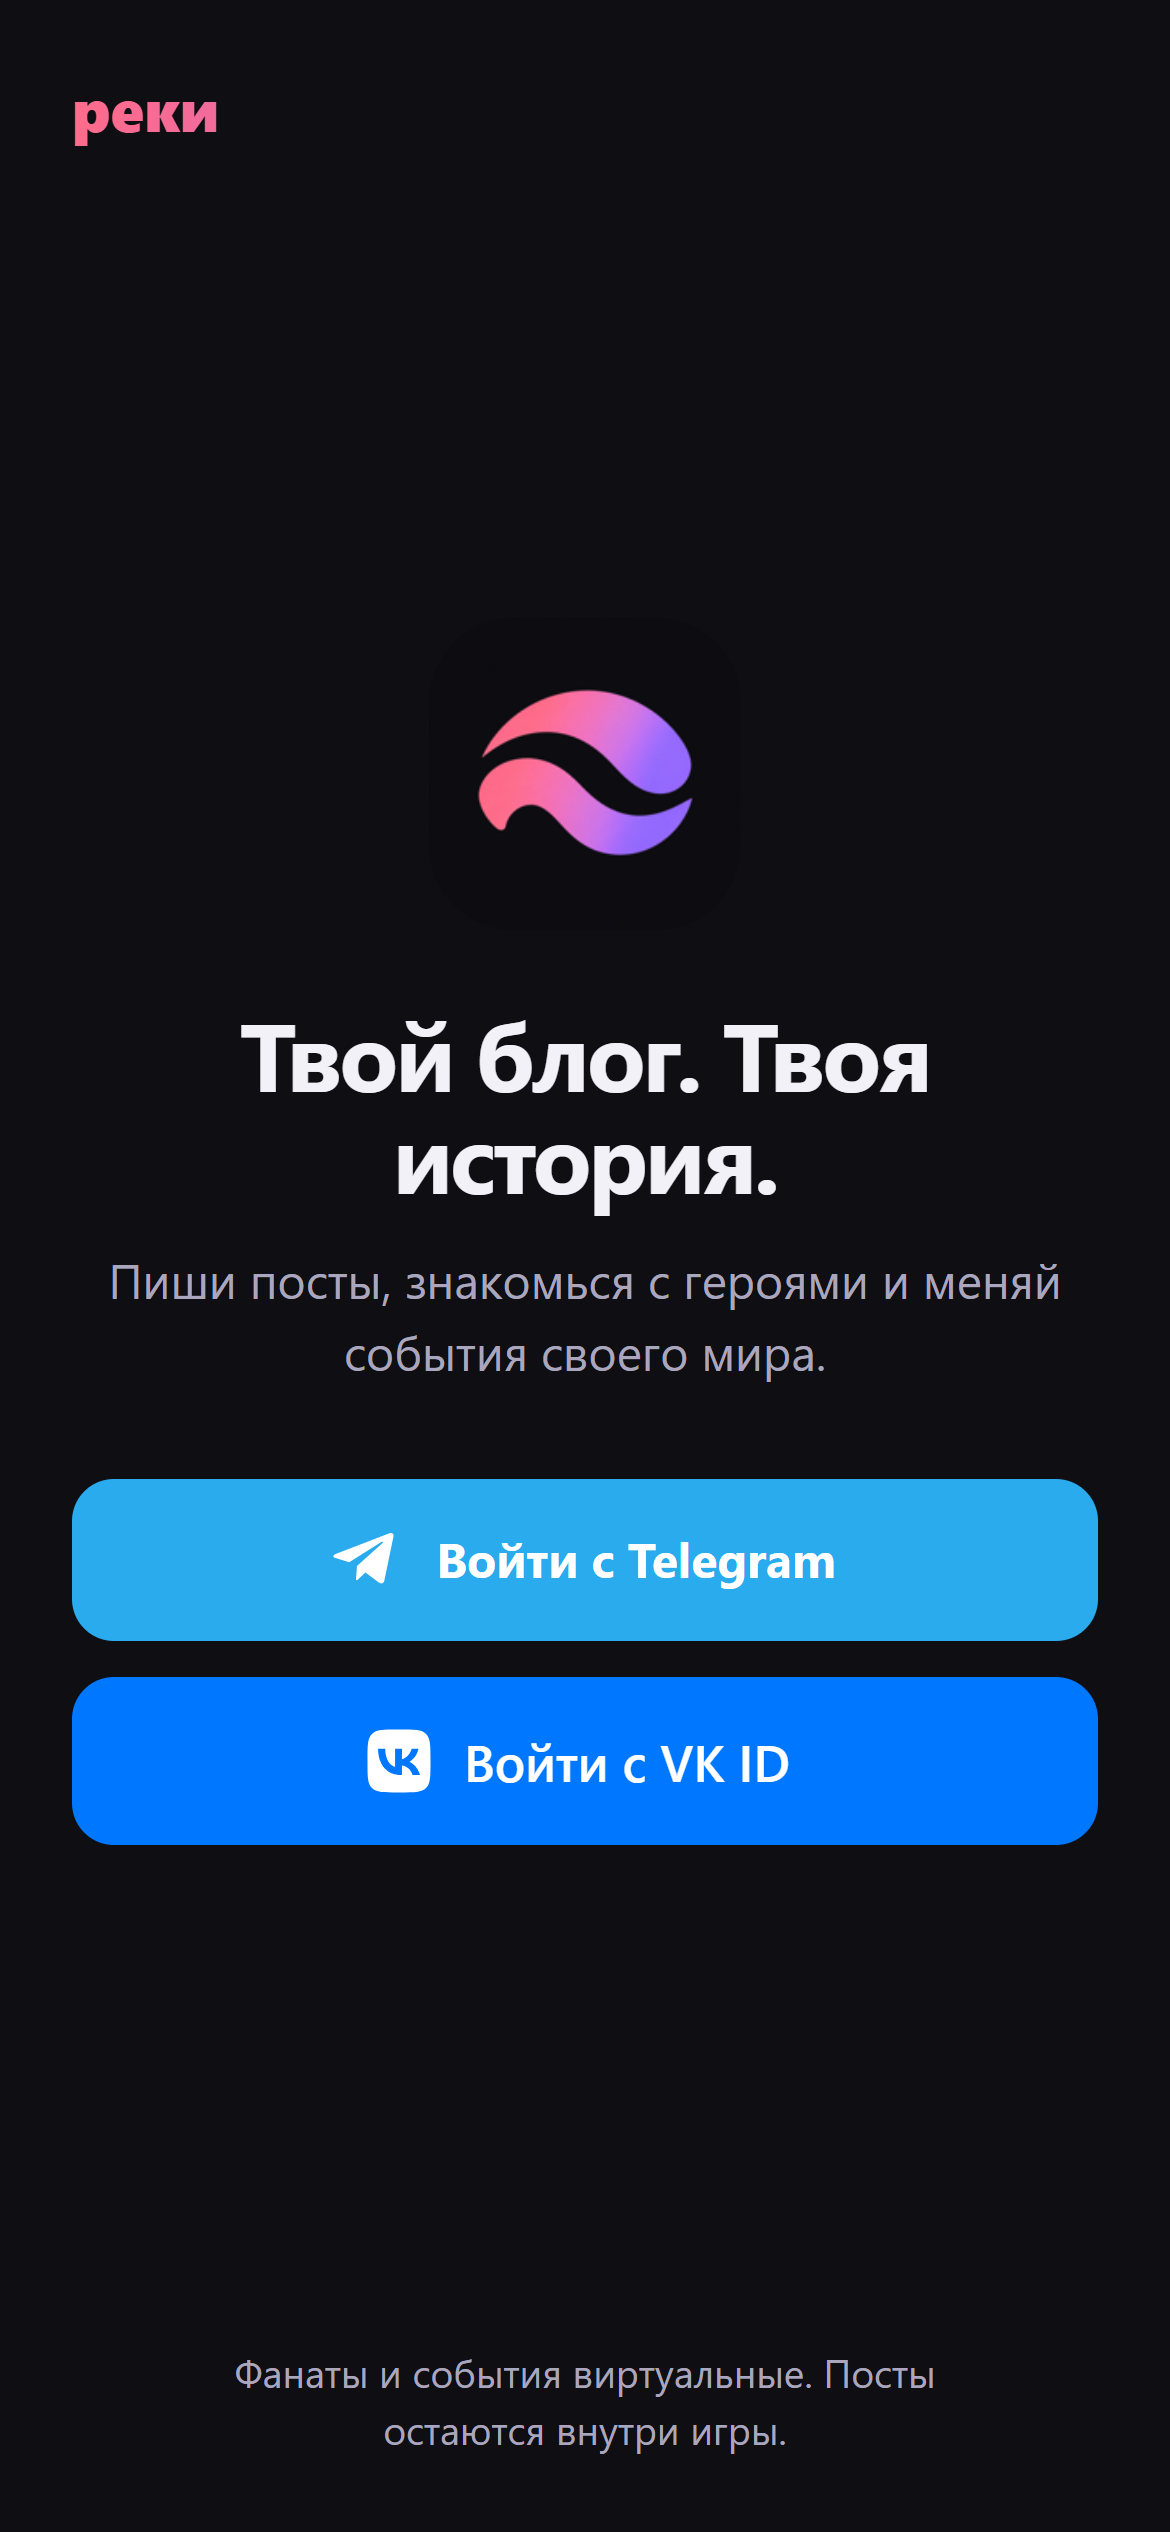 реки
Твой блог. Твоя
история.
Пиши посты, знакомься с героями и меняй
события своего мира.
Войти с Telegram
Войти с VK ID
Фанаты и события виртуальные. Посты
остаются внутри игры.